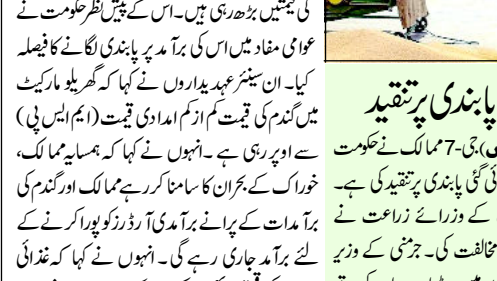 کی قیمتیں بڑھ رہی ہیں۔ اس کے پیش نظر حکومت نے
عوامی مفاد میں اس کی برآمد پر پابندی لگانے کا فیصلہ
کیا۔ ان سینئر عہدیداروں نے کہا کہ گھریلو مارکیٹ
میں گندم کی قیمت کم از کم امدادی قیمت (ایم ایس پی)
سے اوپر رہی ہے ۔ انہوں نے کہا کہ ہمسایہ ممالک،
خوراک کے بحران کا سامنا کر رہے ممالک اور گندم کی
برآمدات کے پرانے برآمدی آرڈرز کو پورا کرنے کے
لئے برآمد جاری رہے گی۔ انہوں نے کہا کہ غذائی
پابندی پر تنقید
جی-7 ممالک نے حکومت
گئی پابندی پر تنقید کی ہے۔
کے وزرائے زراعت نے
مخالفت کی۔ جرمنی کے وزیر